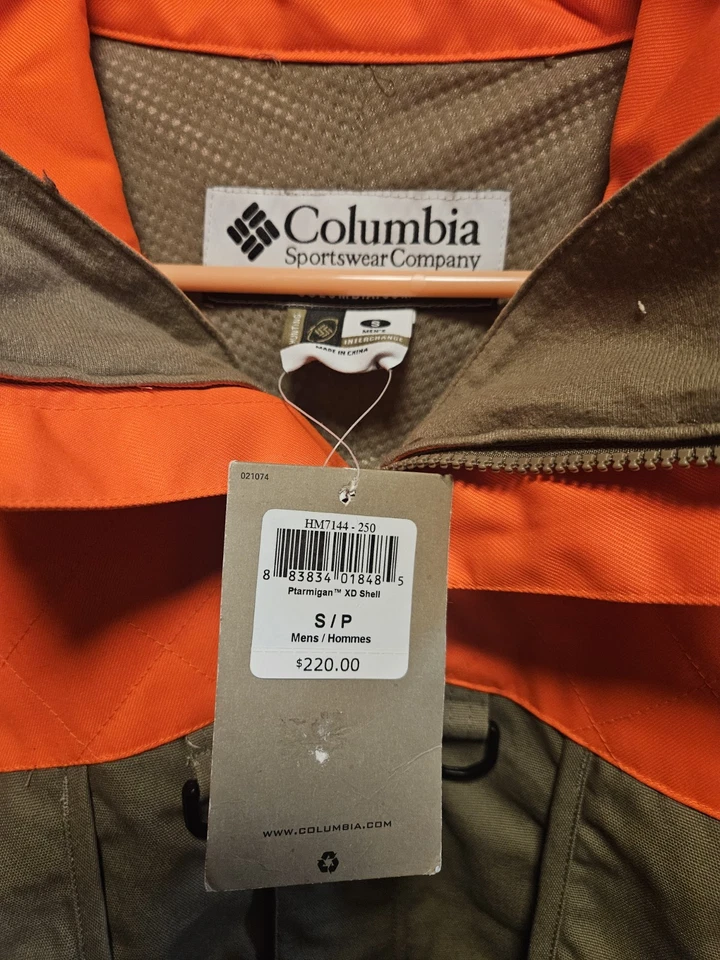 Columbia
Sportswear Company
S
MEN'S
INTERCHANGE
MADE IN CHINA
021074
HM7144 - 250
8 83834 01848 5
Ptarmigan™ XD Shell
S / P
Mens / Hommes
$220.00
WWW.COLUMBIA.COM